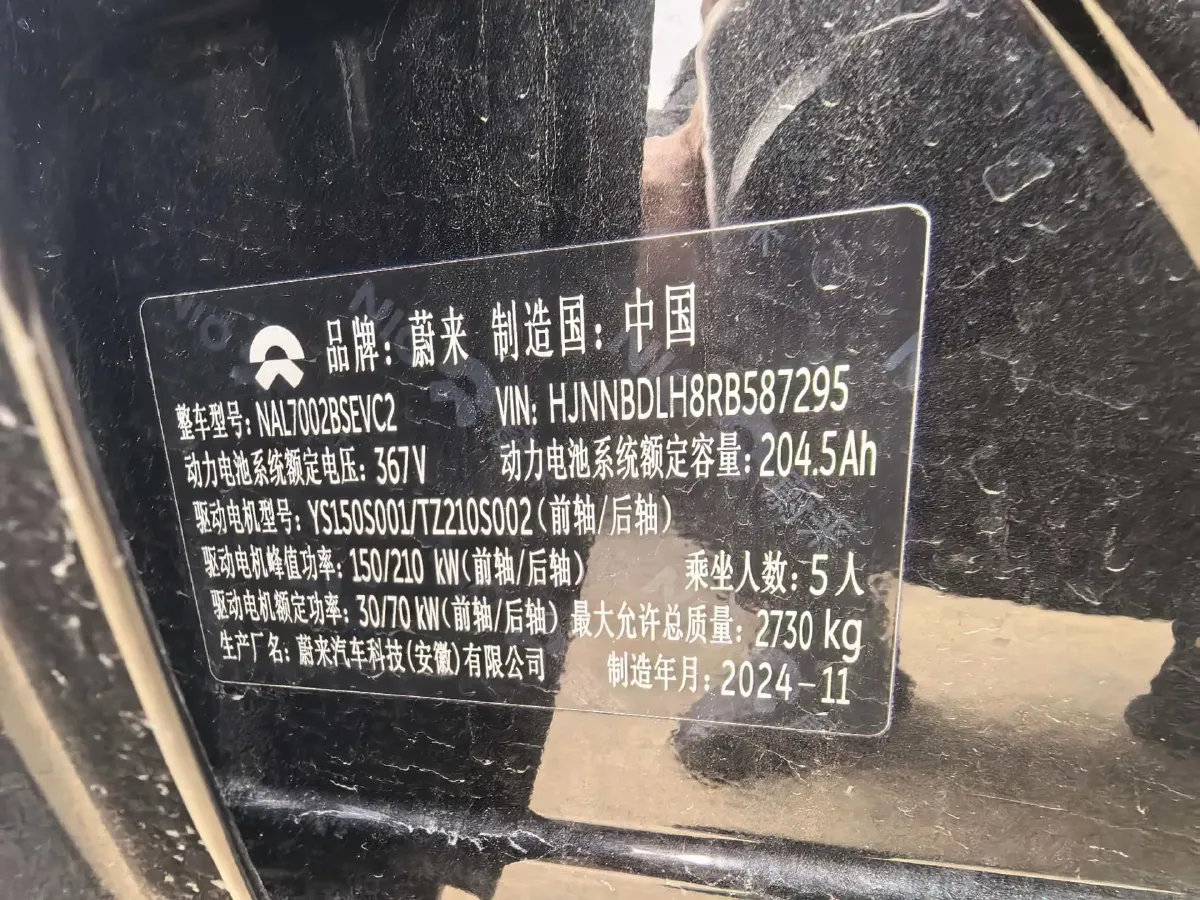 品牌：蔚来 制造国：中国
整车型号：NAL7002BSEVC2 VIN：HJNNBDLH8RB587295
动力电池系统额定电压：367V 动力电池系统额定容量：204.5Ah
驱动电机型号：YS150S001/TZ210S002（前轴/后轴）
驱动电机峰值功率：150/210 kW（前轴/后轴） 乘坐人数：5人
驱动电机额定功率：30/70 kW（前轴/后轴） 最大允许总质量：2730 kg
生产厂名：蔚来汽车科技（安徽）有限公司 制造年月：2024-11